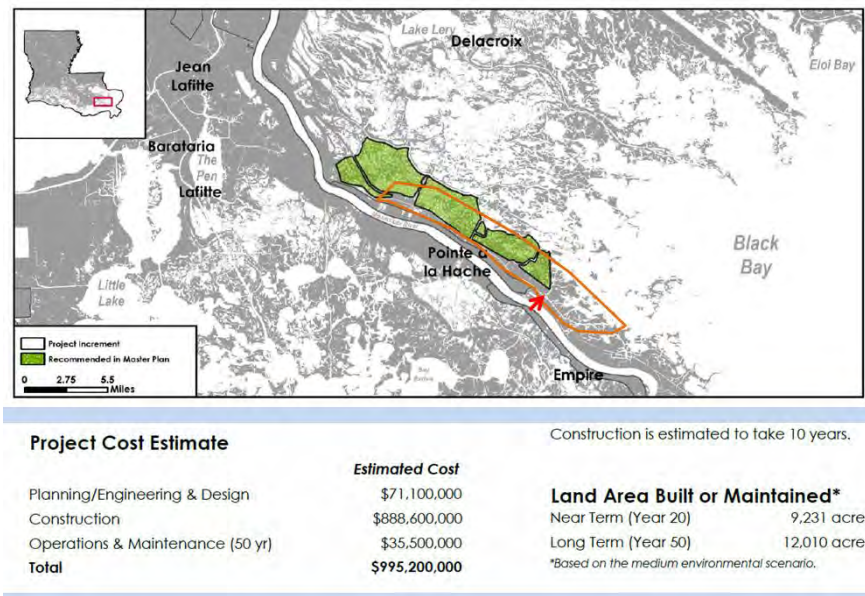 Lake Lery
Delacroix
Eloi Bay
Jean
Lafitte
Barataria
The
Pen
Lafitte
Pointe a
la Hache
Black
Bay
Little
Lake
Project Increment
Recommended in Master Plan
0 2.75 5.5
Miles
Empire
Project Cost Estimate
Estimated Cost
Planning/Engineering & Design $71,100,000
Construction $888,600,000
Operations & Maintenance (50 yr) $35,500,000
Total $995,200,000
Construction is estimated to take 10 years.
Land Area Built or Maintained*
Near Term (Year 20) 9,231 acre
Long Term (Year 50) 12,010 acre
*Based on the medium environmental scenario.